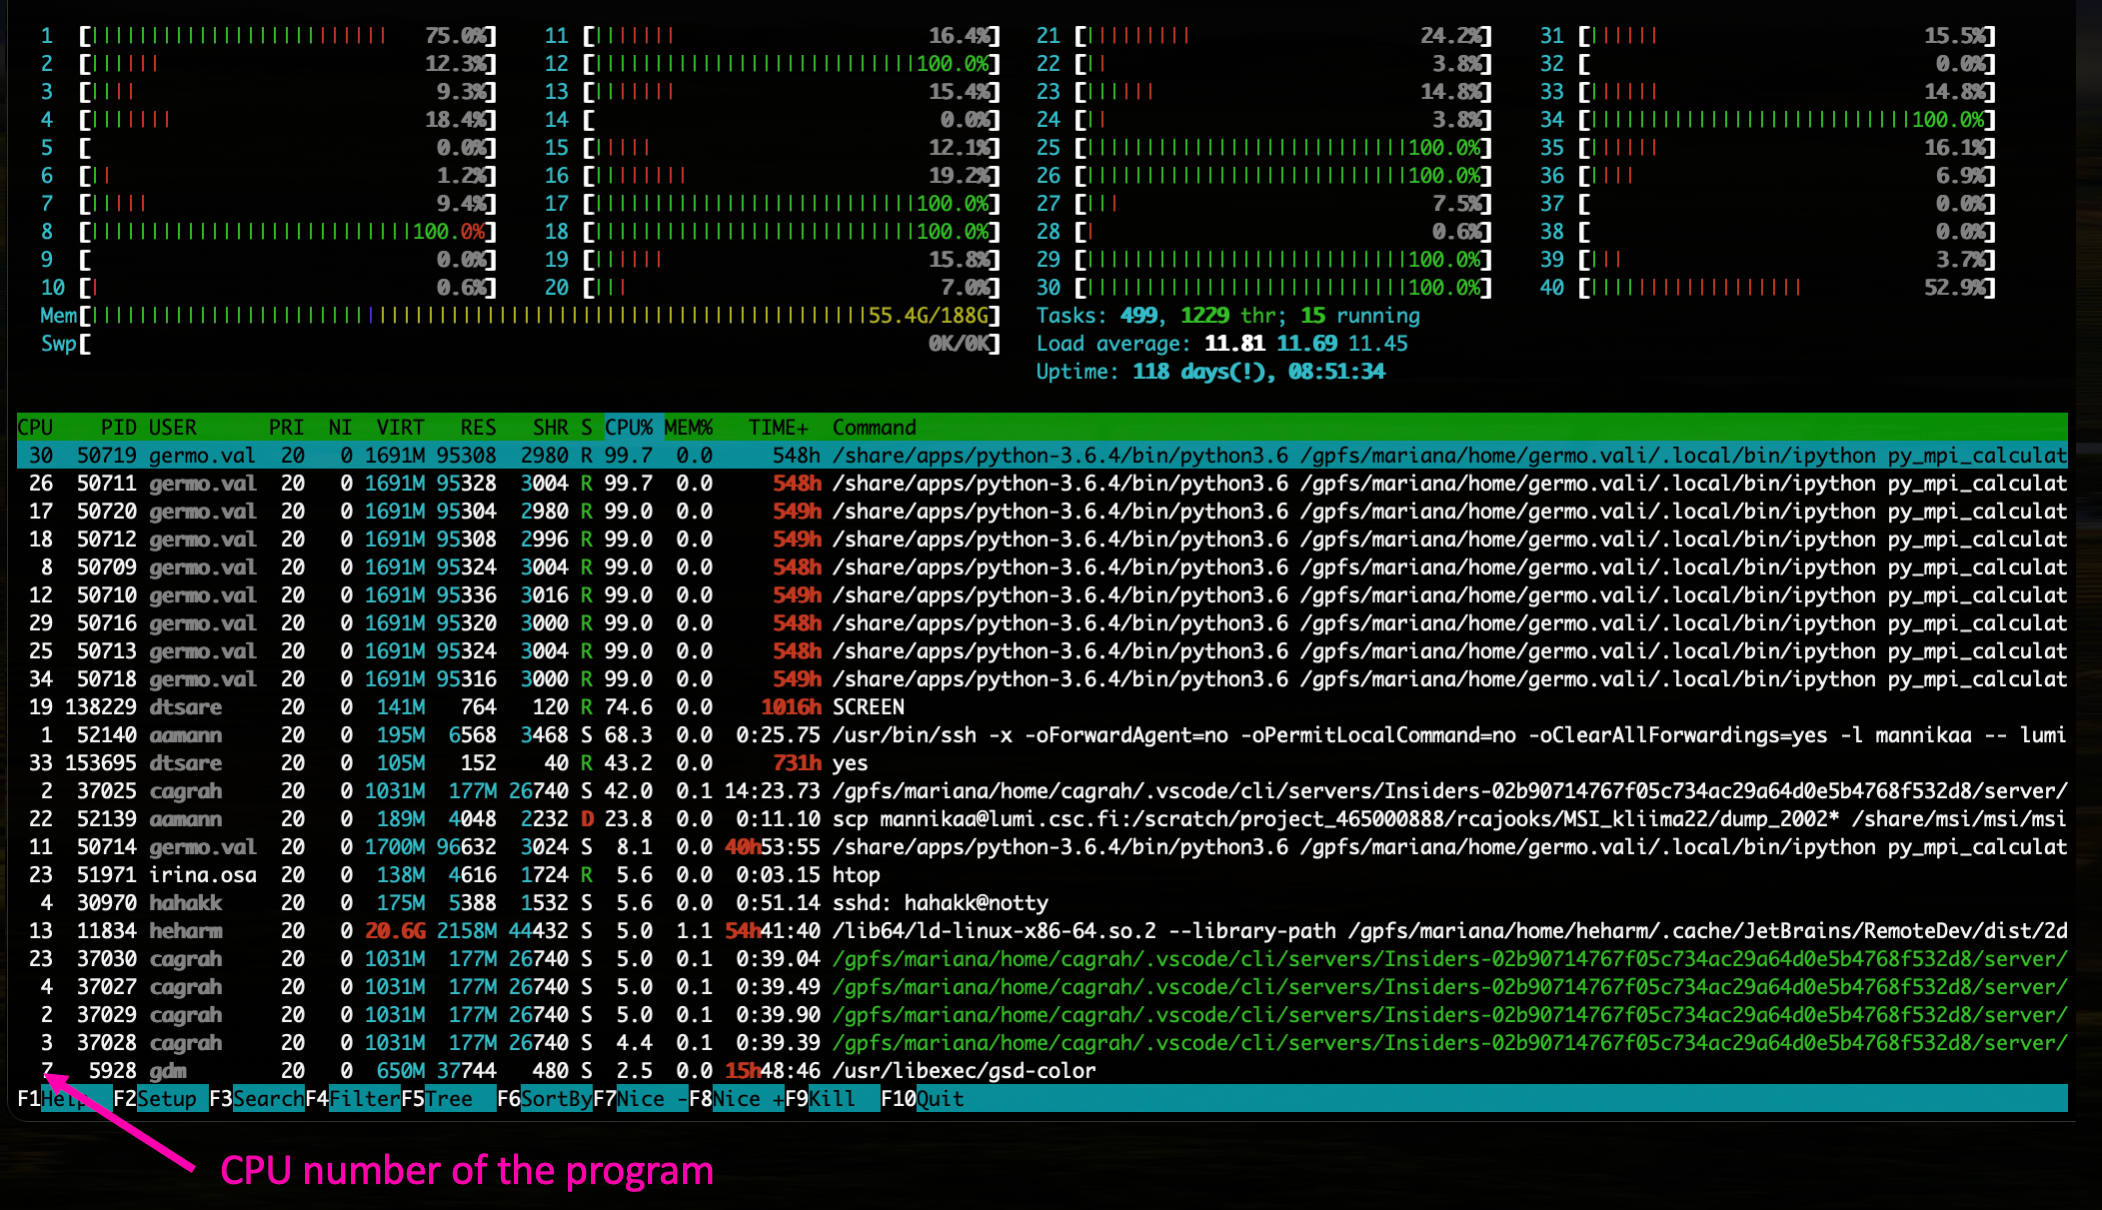 1 [75.0%] 11 [16.4%] 21 [24.2%] 31 [15.5%]
2 [12.3%] 12 [100.0%] 22 [3.8%] 32 [0.0%]
3 [9.3%] 13 [15.4%] 23 [14.8%] 33 [14.8%]
4 [18.4%] 14 [0.0%] 24 [3.8%] 34 [100.0%]
5 [0.0%] 15 [12.1%] 25 [100.0%] 35 [16.1%]
6 [1.2%] 16 [19.2%] 26 [100.0%] 36 [6.9%]
7 [9.4%] 17 [100.0%] 27 [7.5%] 37 [0.0%]
8 [100.0%] 18 [100.0%] 28 [0.6%] 38 [0.0%]
9 [0.0%] 19 [15.8%] 29 [100.0%] 39 [3.7%]
10 [0.6%] 20 [7.0%] 30 [100.0%] 40 [52.9%]
Mem[55.4G/188G] Tasks: 499, 1229 thr; 15 running
Swp[0K/0K] Load average: 11.81 11.69 11.45
Uptime: 118 days(!), 08:51:34
CPU PID USER PRI NI VIRT RES SHR S CPU% MEM% TIME+ Command
30 50719 germo.val 20 0 1691M 95308 2980 R 99.7 0.0 548h /share/apps/python-3.6.4/bin/python3.6 /gpfs/mariana/home/germo.vali/.local/bin/ipython py_mpi_calculat
26 50711 germo.val 20 0 1691M 95328 3004 R 99.7 0.0 548h /share/apps/python-3.6.4/bin/python3.6 /gpfs/mariana/home/germo.vali/.local/bin/ipython py_mpi_calculat
17 50720 germo.val 20 0 1691M 95304 2980 R 99.0 0.0 549h /share/apps/python-3.6.4/bin/python3.6 /gpfs/mariana/home/germo.vali/.local/bin/ipython py_mpi_calculat
18 50712 germo.val 20 0 1691M 95308 2996 R 99.0 0.0 549h /share/apps/python-3.6.4/bin/python3.6 /gpfs/mariana/home/germo.vali/.local/bin/ipython py_mpi_calculat
8 50709 germo.val 20 0 1691M 95324 3004 R 99.0 0.0 548h /share/apps/python-3.6.4/bin/python3.6 /gpfs/mariana/home/germo.vali/.local/bin/ipython py_mpi_calculat
12 50710 germo.val 20 0 1691M 95336 3016 R 99.0 0.0 549h /share/apps/python-3.6.4/bin/python3.6 /gpfs/mariana/home/germo.vali/.local/bin/ipython py_mpi_calculat
29 50716 germo.val 20 0 1691M 95320 3000 R 99.0 0.0 548h /share/apps/python-3.6.4/bin/python3.6 /gpfs/mariana/home/germo.vali/.local/bin/ipython py_mpi_calculat
25 50713 germo.val 20 0 1691M 95324 3004 R 99.0 0.0 548h /share/apps/python-3.6.4/bin/python3.6 /gpfs/mariana/home/germo.vali/.local/bin/ipython py_mpi_calculat
34 50718 germo.val 20 0 1691M 95316 3000 R 99.0 0.0 549h /share/apps/python-3.6.4/bin/python3.6 /gpfs/mariana/home/germo.vali/.local/bin/ipython py_mpi_calculat
19 138229 dtsare 20 0 141M 764 120 R 74.6 0.0 1016h SCREEN
1 52140 aamann 20 0 195M 6568 3468 S 68.3 0.0 0:25.75 /usr/bin/ssh -x -oForwardAgent=no -oPermitLocalCommand=no -oClearAllForwardings=yes -l mannikaa -- lumi
33 153695 dtsare 20 0 105M 152 40 R 43.2 0.0 731h yes
2 37025 cagrah 20 0 1031M 177M 26740 S 42.0 0.1 14:23.73 /gpfs/mariana/home/cagrah/.vscode/cli/servers/Insiders-02b90714767f05c734ac29a64d0e5b4768f532d8/server/
22 52139 aamann 20 0 189M 4048 2232 D 23.8 0.0 0:11.10 scp mannikaa@lumi.csc.fi:/scratch/project_465000888/rcajooks/MSI_kliima22/dump_2002* /share/msi/msi/msi
11 50714 germo.val 20 0 1700M 96632 3024 S 8.1 0.0 40h53:55 /share/apps/python-3.6.4/bin/python3.6 /gpfs/mariana/home/germo.vali/.local/bin/ipython py_mpi_calculat
23 51971 irina.osa 20 0 138M 4616 1724 R 5.6 0.0 0:03.15 htop
4 30970 hahakk 20 0 175M 5388 1532 S 5.6 0.0 0:51.14 sshd: hahakk@notty
13 11834 heharm 20 0 20.6G 2158M 44432 S 5.0 1.1 54h41:40 /lib64/ld-linux-x86-64.so.2 --library-path /gpfs/mariana/home/heharm/.cache/JetBrains/RemoteDev/dist/2d
23 37030 cagrah 20 0 1031M 177M 26740 S 5.0 0.1 0:39.04 /gpfs/mariana/home/cagrah/.vscode/cli/servers/Insiders-02b90714767f05c734ac29a64d0e5b4768f532d8/server/
4 37027 cagrah 20 0 1031M 177M 26740 S 5.0 0.1 0:39.49 /gpfs/mariana/home/cagrah/.vscode/cli/servers/Insiders-02b90714767f05c734ac29a64d0e5b4768f532d8/server/
2 37029 cagrah 20 0 1031M 177M 26740 S 5.0 0.1 0:39.90 /gpfs/mariana/home/cagrah/.vscode/cli/servers/Insiders-02b90714767f05c734ac29a64d0e5b4768f532d8/server/
3 37028 cagrah 20 0 1031M 177M 26740 S 4.4 0.1 0:39.39 /gpfs/mariana/home/cagrah/.vscode/cli/servers/Insiders-02b90714767f05c734ac29a64d0e5b4768f532d8/server/
7 5928 gdm 20 0 650M 37744 480 S 2.5 0.0 15h48:46 /usr/libexec/gsd-color
F1Help F2Setup F3SearchF4FilterF5Tree F6SortByF7Nice -F8Nice +F9Kill F10Quit
CPU number of the program